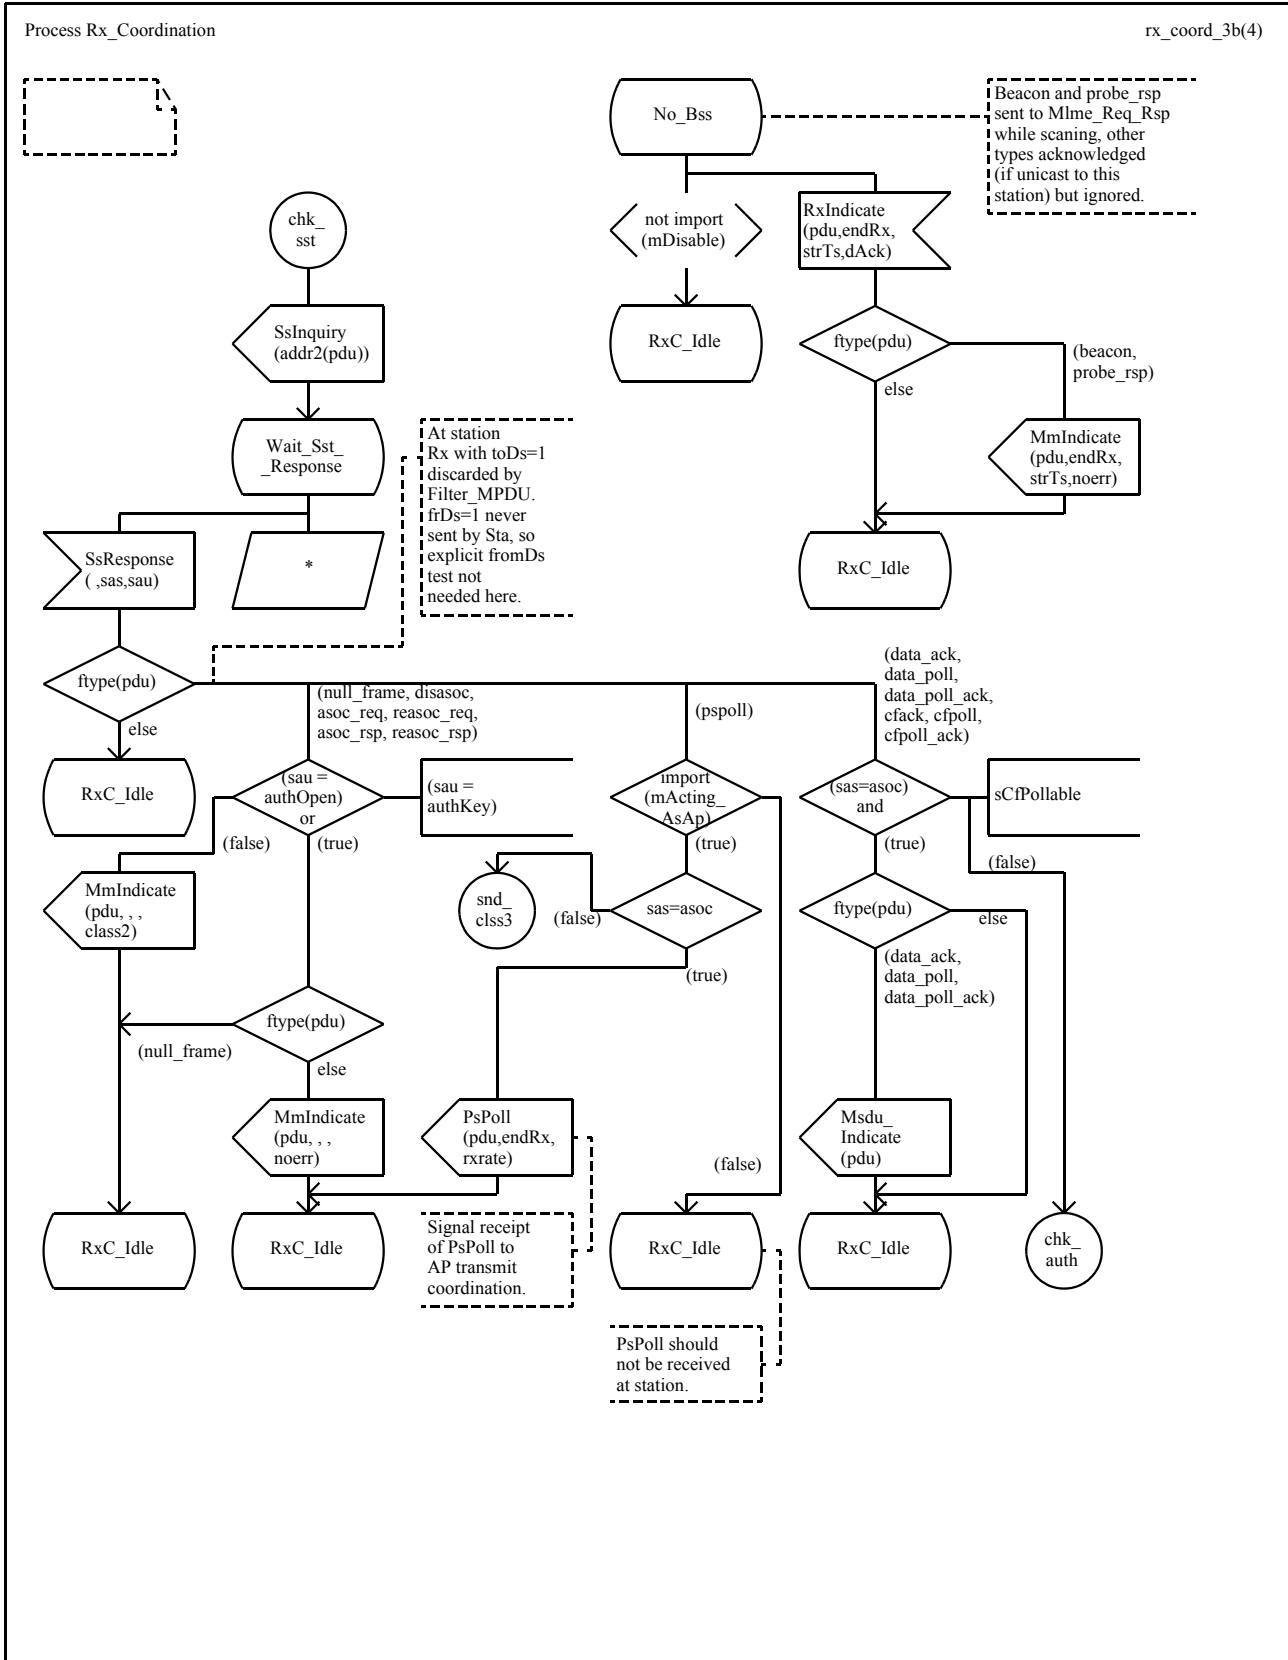 Process Rx_Coordination
rx_coord_3b(4)
No_Bss
Beacon and probe_rsp
sent to Mlme_Req_Rsp
while scaning, other
types acknowledged
(if unicast to this
station) but ignored.
chk_
sst
not import
(mDisable)
RxIndicate
(pdu,endRx,
strTs,dAck)
SsInquiry
(addr2(pdu))
RxC_Idle
ftype(pdu)
(beacon,
probe_rsp)
else
Wait_Sst_
_Response
At station
Rx with toDs=1
discarded by
Filter_MPDU.
frDs=1 never
sent by Sta, so
explicit fromDs
test not
needed here.
MmIndicate
(pdu,endRx,
strTs,noerr)
SsResponse
( ,sas,sau)
*
RxC_Idle
ftype(pdu)
else
(null_frame, disasoc,
asoc_req, reasoc_req,
asoc_rsp, reasoc_rsp)
(pspoll)
(data_ack,
data_poll,
data_poll_ack,
cfack, cfpoll,
cfpoll_ack)
RxC_Idle
(sau =
authOpen)
or
(sau =
authKey)
import
(mActing_
AsAp)
(sas=asoc)
and
sCfPollable
(false)
(true)
(true)
(true)
(false)
MmIndicate
(pdu, , ,
class2)
snd_
clss3
(false)
sas=asoc
ftype(pdu)
else
(true)
(data_ack,
data_poll,
data_poll_ack)
ftype(pdu)
(null_frame)
else
MmIndicate
(pdu, , ,
noerr)
PsPoll
(pdu,endRx,
rxrate)
(false)
Msdu_
Indicate
(pdu)
RxC_Idle
RxC_Idle
Signal receipt
of PsPoll to
AP transmit
coordination.
RxC_Idle
RxC_Idle
chk_
auth
PsPoll should
not be received
at station.